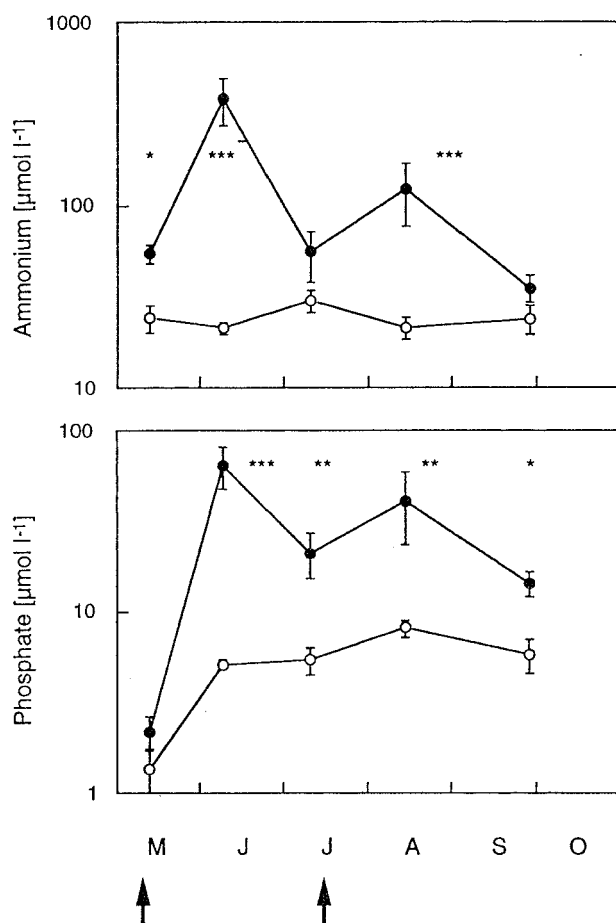 1000
100
10
Ammonium [µmol l-1]
* *** ***
100
10
1
Phosphate [µmol l-1]
*** ** ** *
M J J A S O